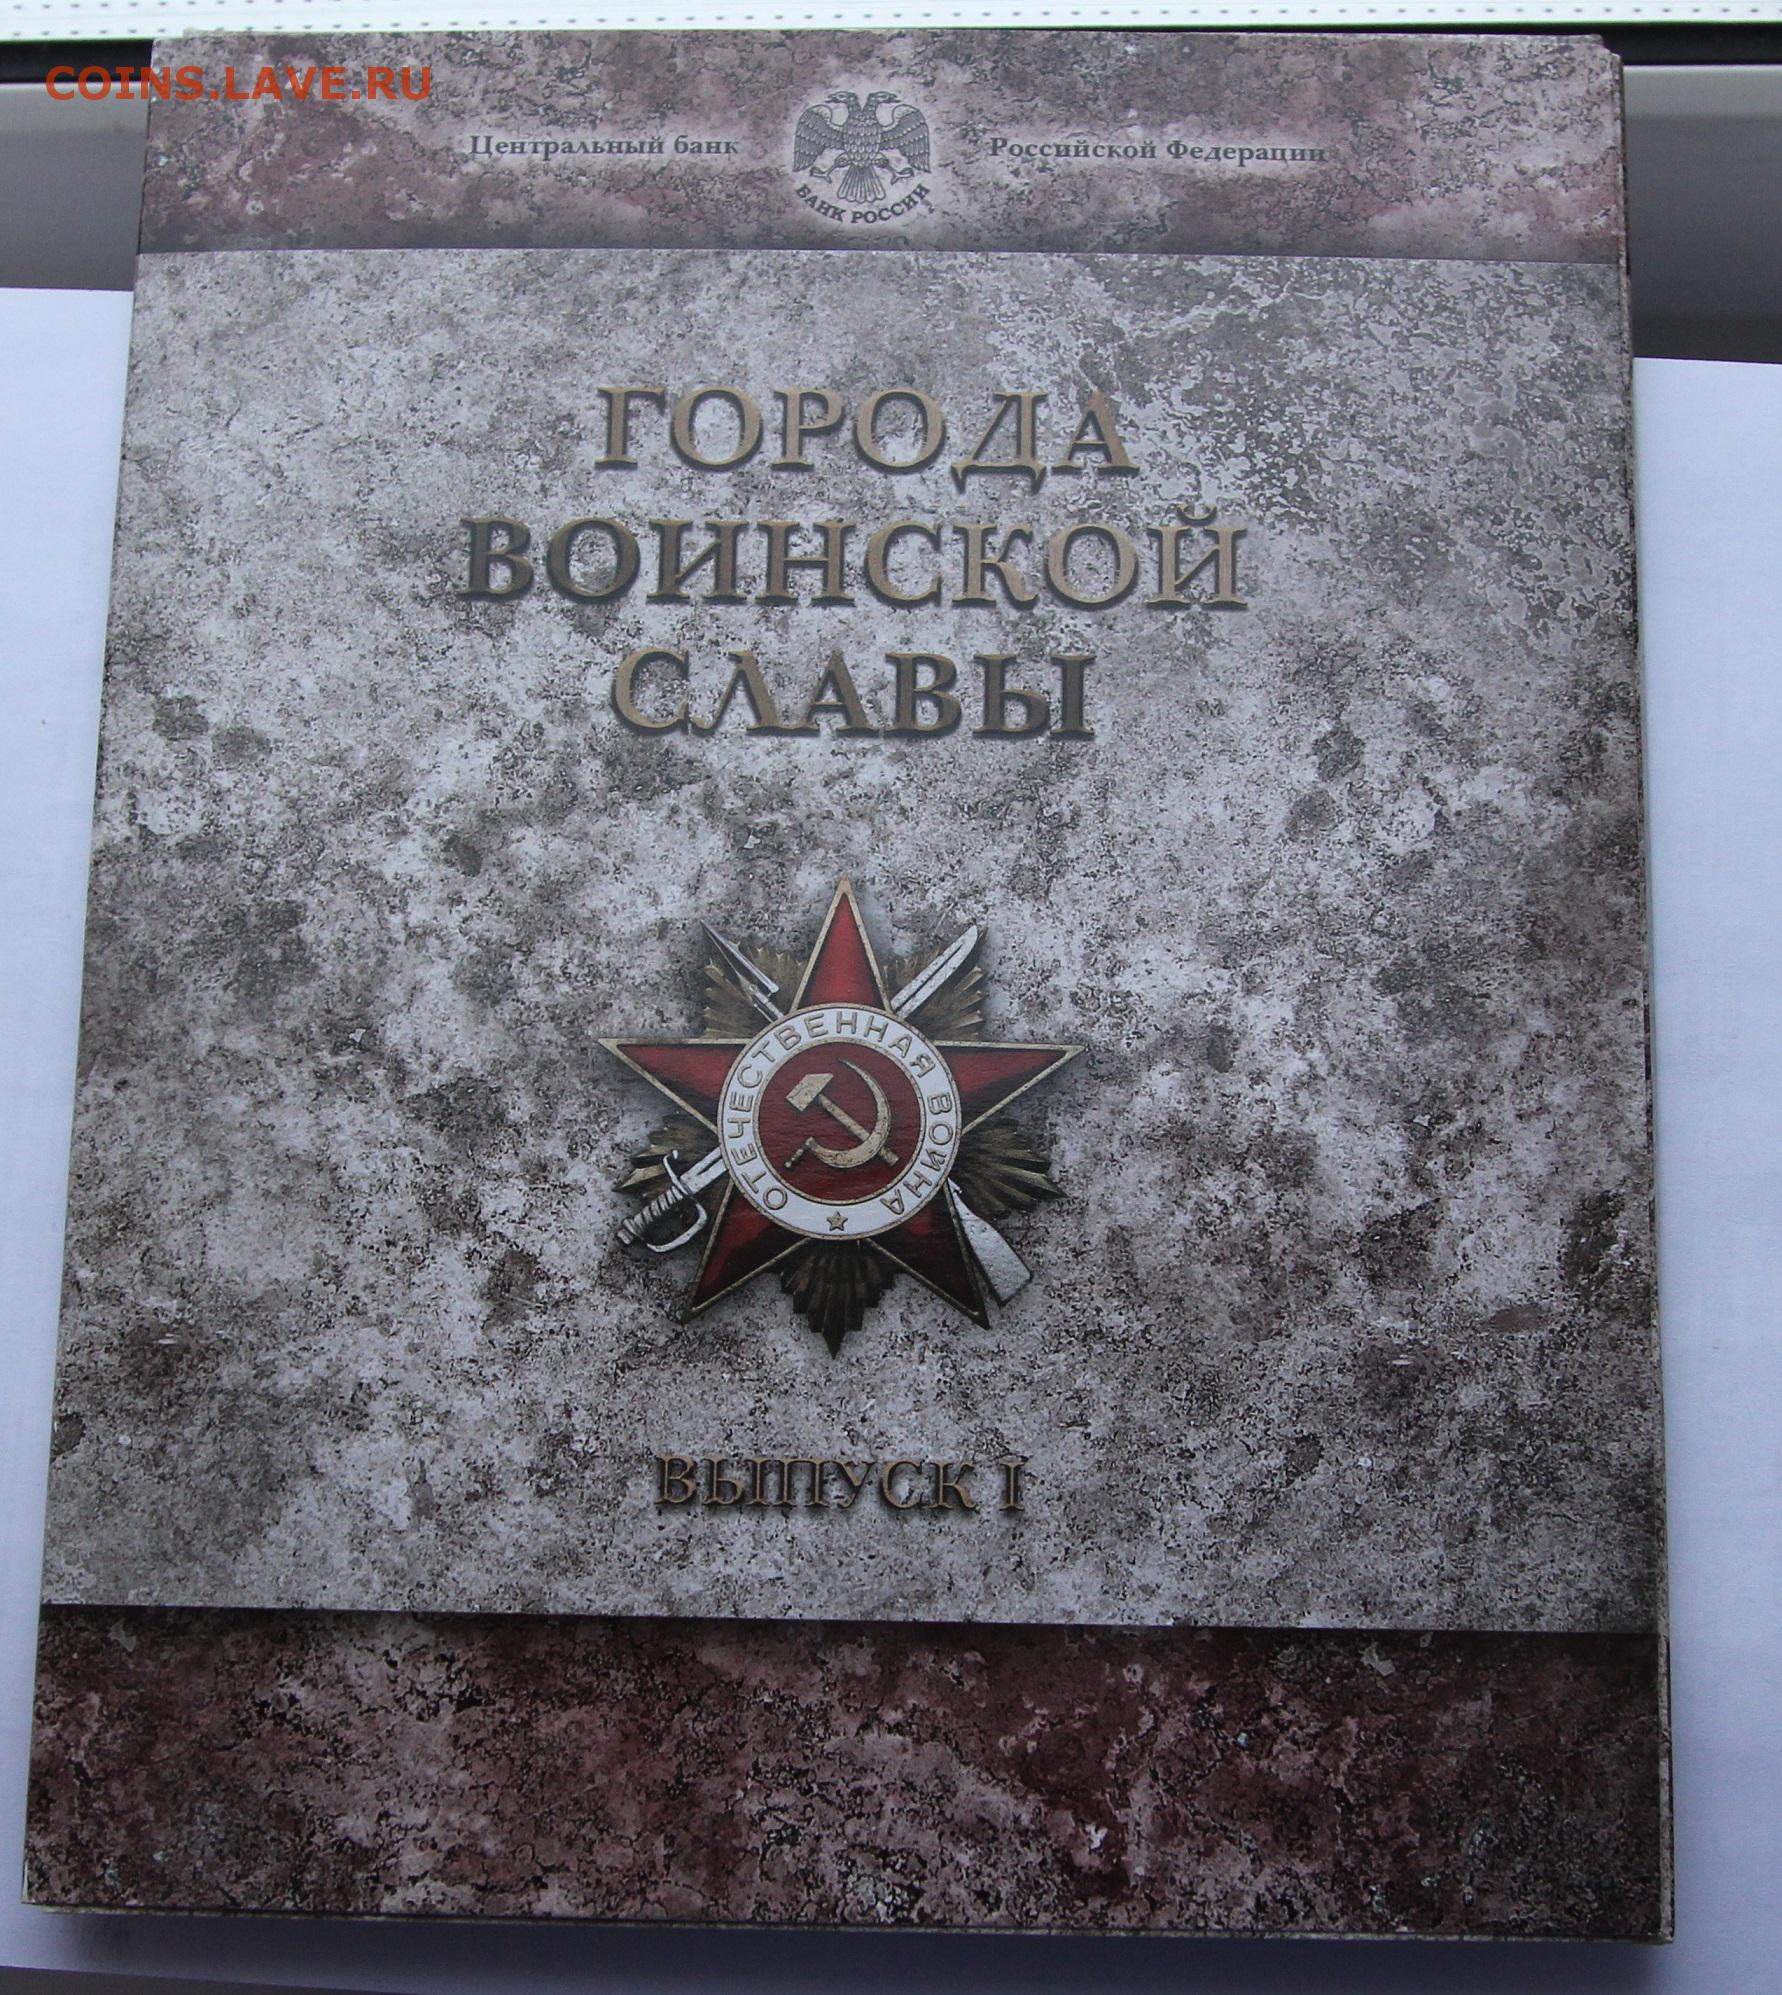 COINS.LAVE.RU
Центральный банк
Российской Федерации
БАНК РОССИИ
ГОРОДА
ВОИНСКОЙ
СЛАВЫ
ОТЕЧЕСТВЕННАЯ ВОЙНА
ВЫПУСК I